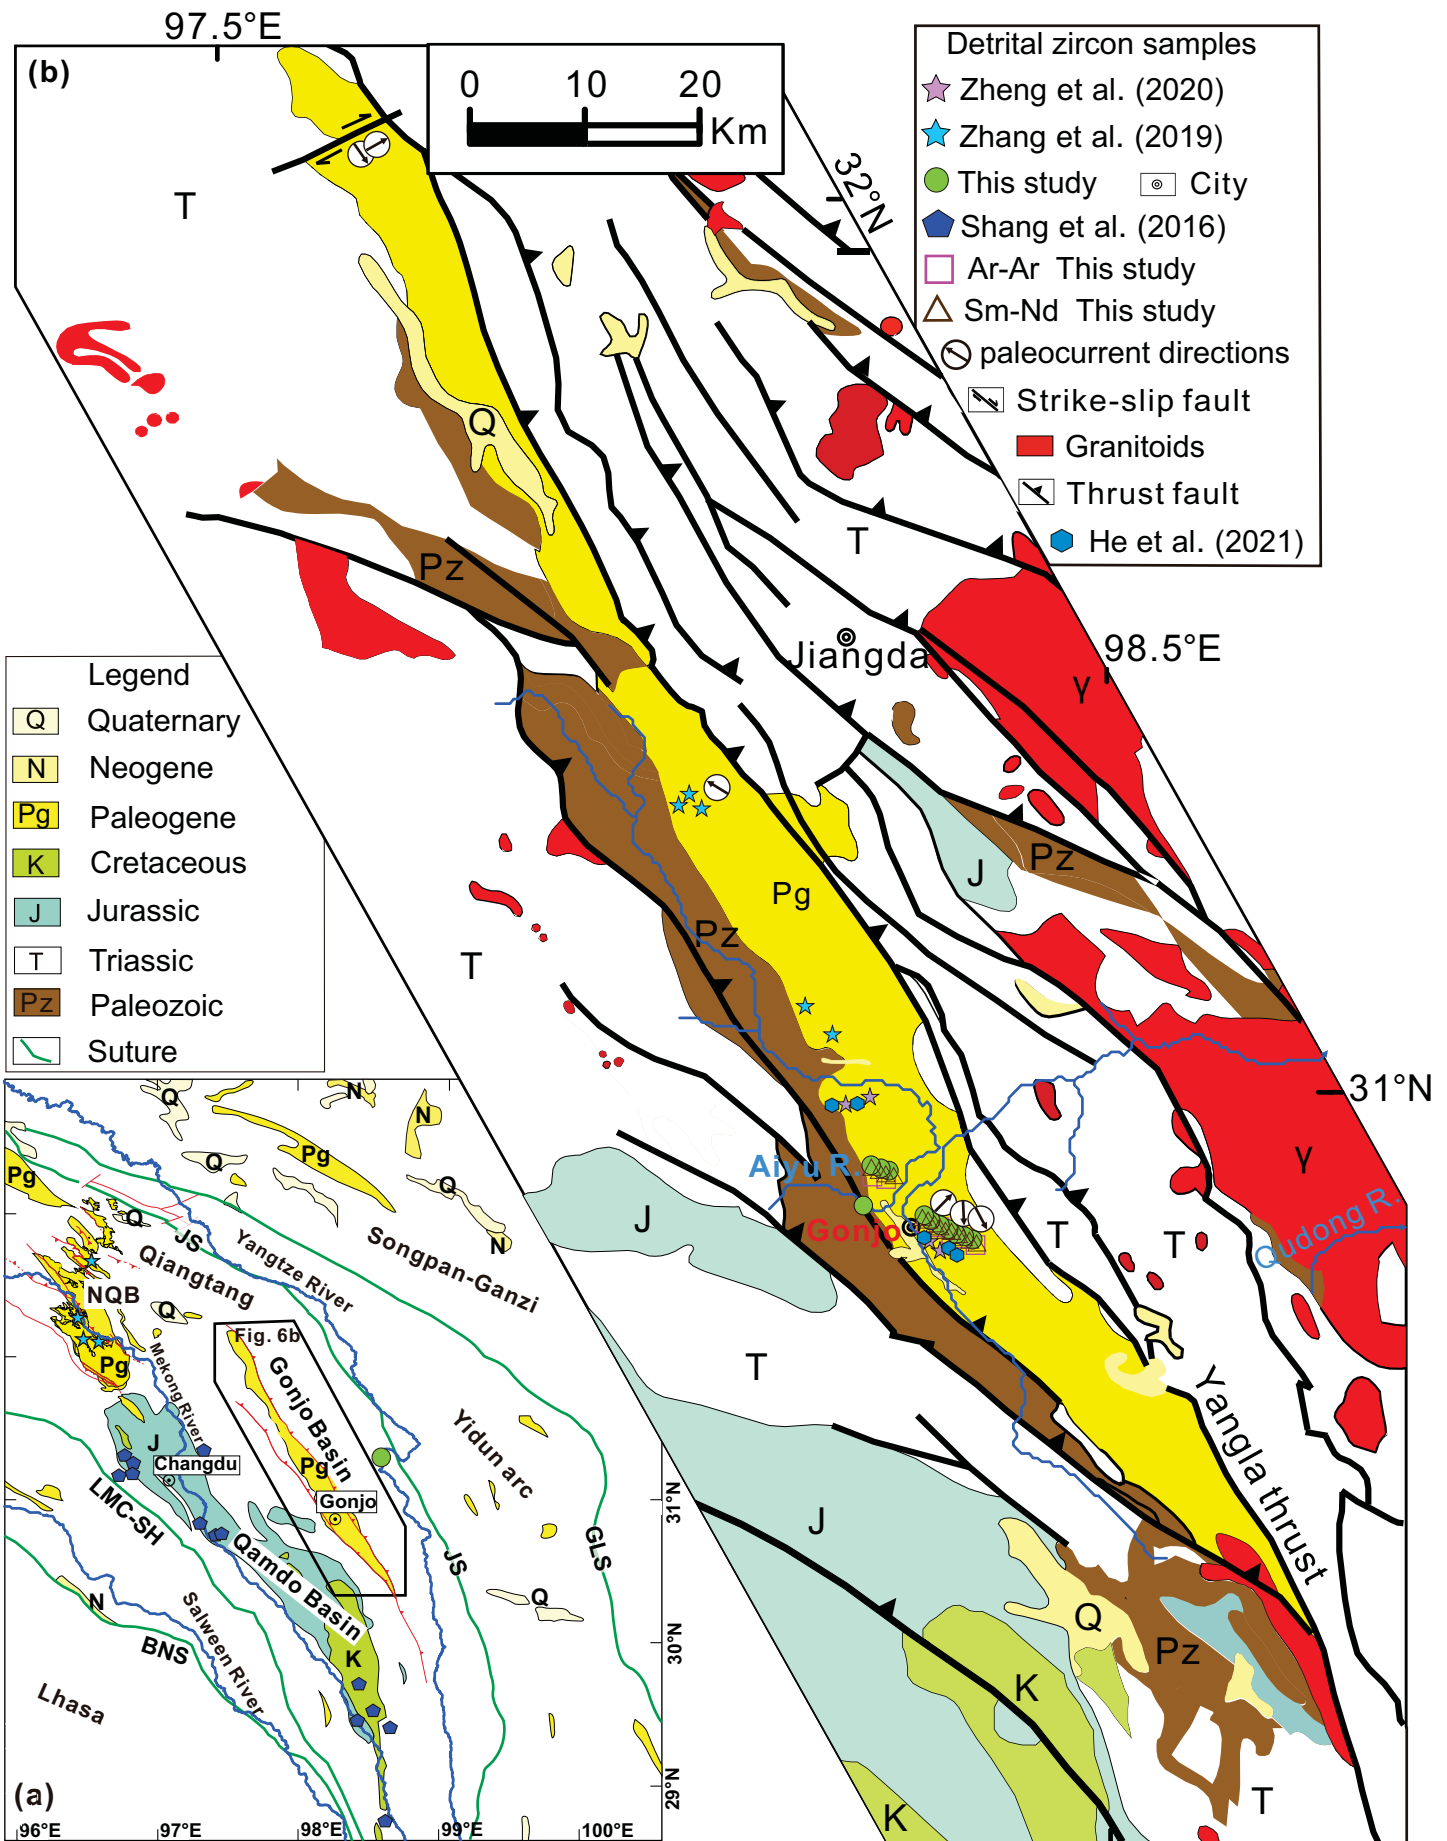 97.5°E
(b)
0 10 20
Km
Detrital zircon samples
Zheng et al. (2020)
Zhang et al. (2019)
This study
City
Shang et al. (2016)
Ar-Ar This study
Sm-Nd This study
paleocurrent directions
Strike-slip fault
Granitoids
Thrust fault
He et al. (2021)
32°N
T
Q
T
Pz
Jiangda
98.5°E
γ
Legend
Q Quaternary
N Neogene
Pg Paleogene
K Cretaceous
J Jurassic
T Triassic
Pz Paleozoic
Suture
J
Pz
Pg
Pz
T
31°N
γ
Aiyu R.
Gonjo
J
T
T
Qudong R.
T
Yangla thrust
J
Q
Pz
K
K
T
Q
N
N
Pg
Q
Pg
Q
Q
N
JS
Yangtze River
Songpan-Ganzi
Qiangtang
NQB
Q
Fig. 6b
Pg
Mekong River
Gonjo Basin
Yidun arc
J
Changdu
Pg
Gonjo
LMC-SH
31°N
Qamdo Basin
JS
GLS
N
Q
Salween River
BNS
K
30°N
Lhasa
29°N
(a)
96°E
97°E
98°E
99°E
100°E